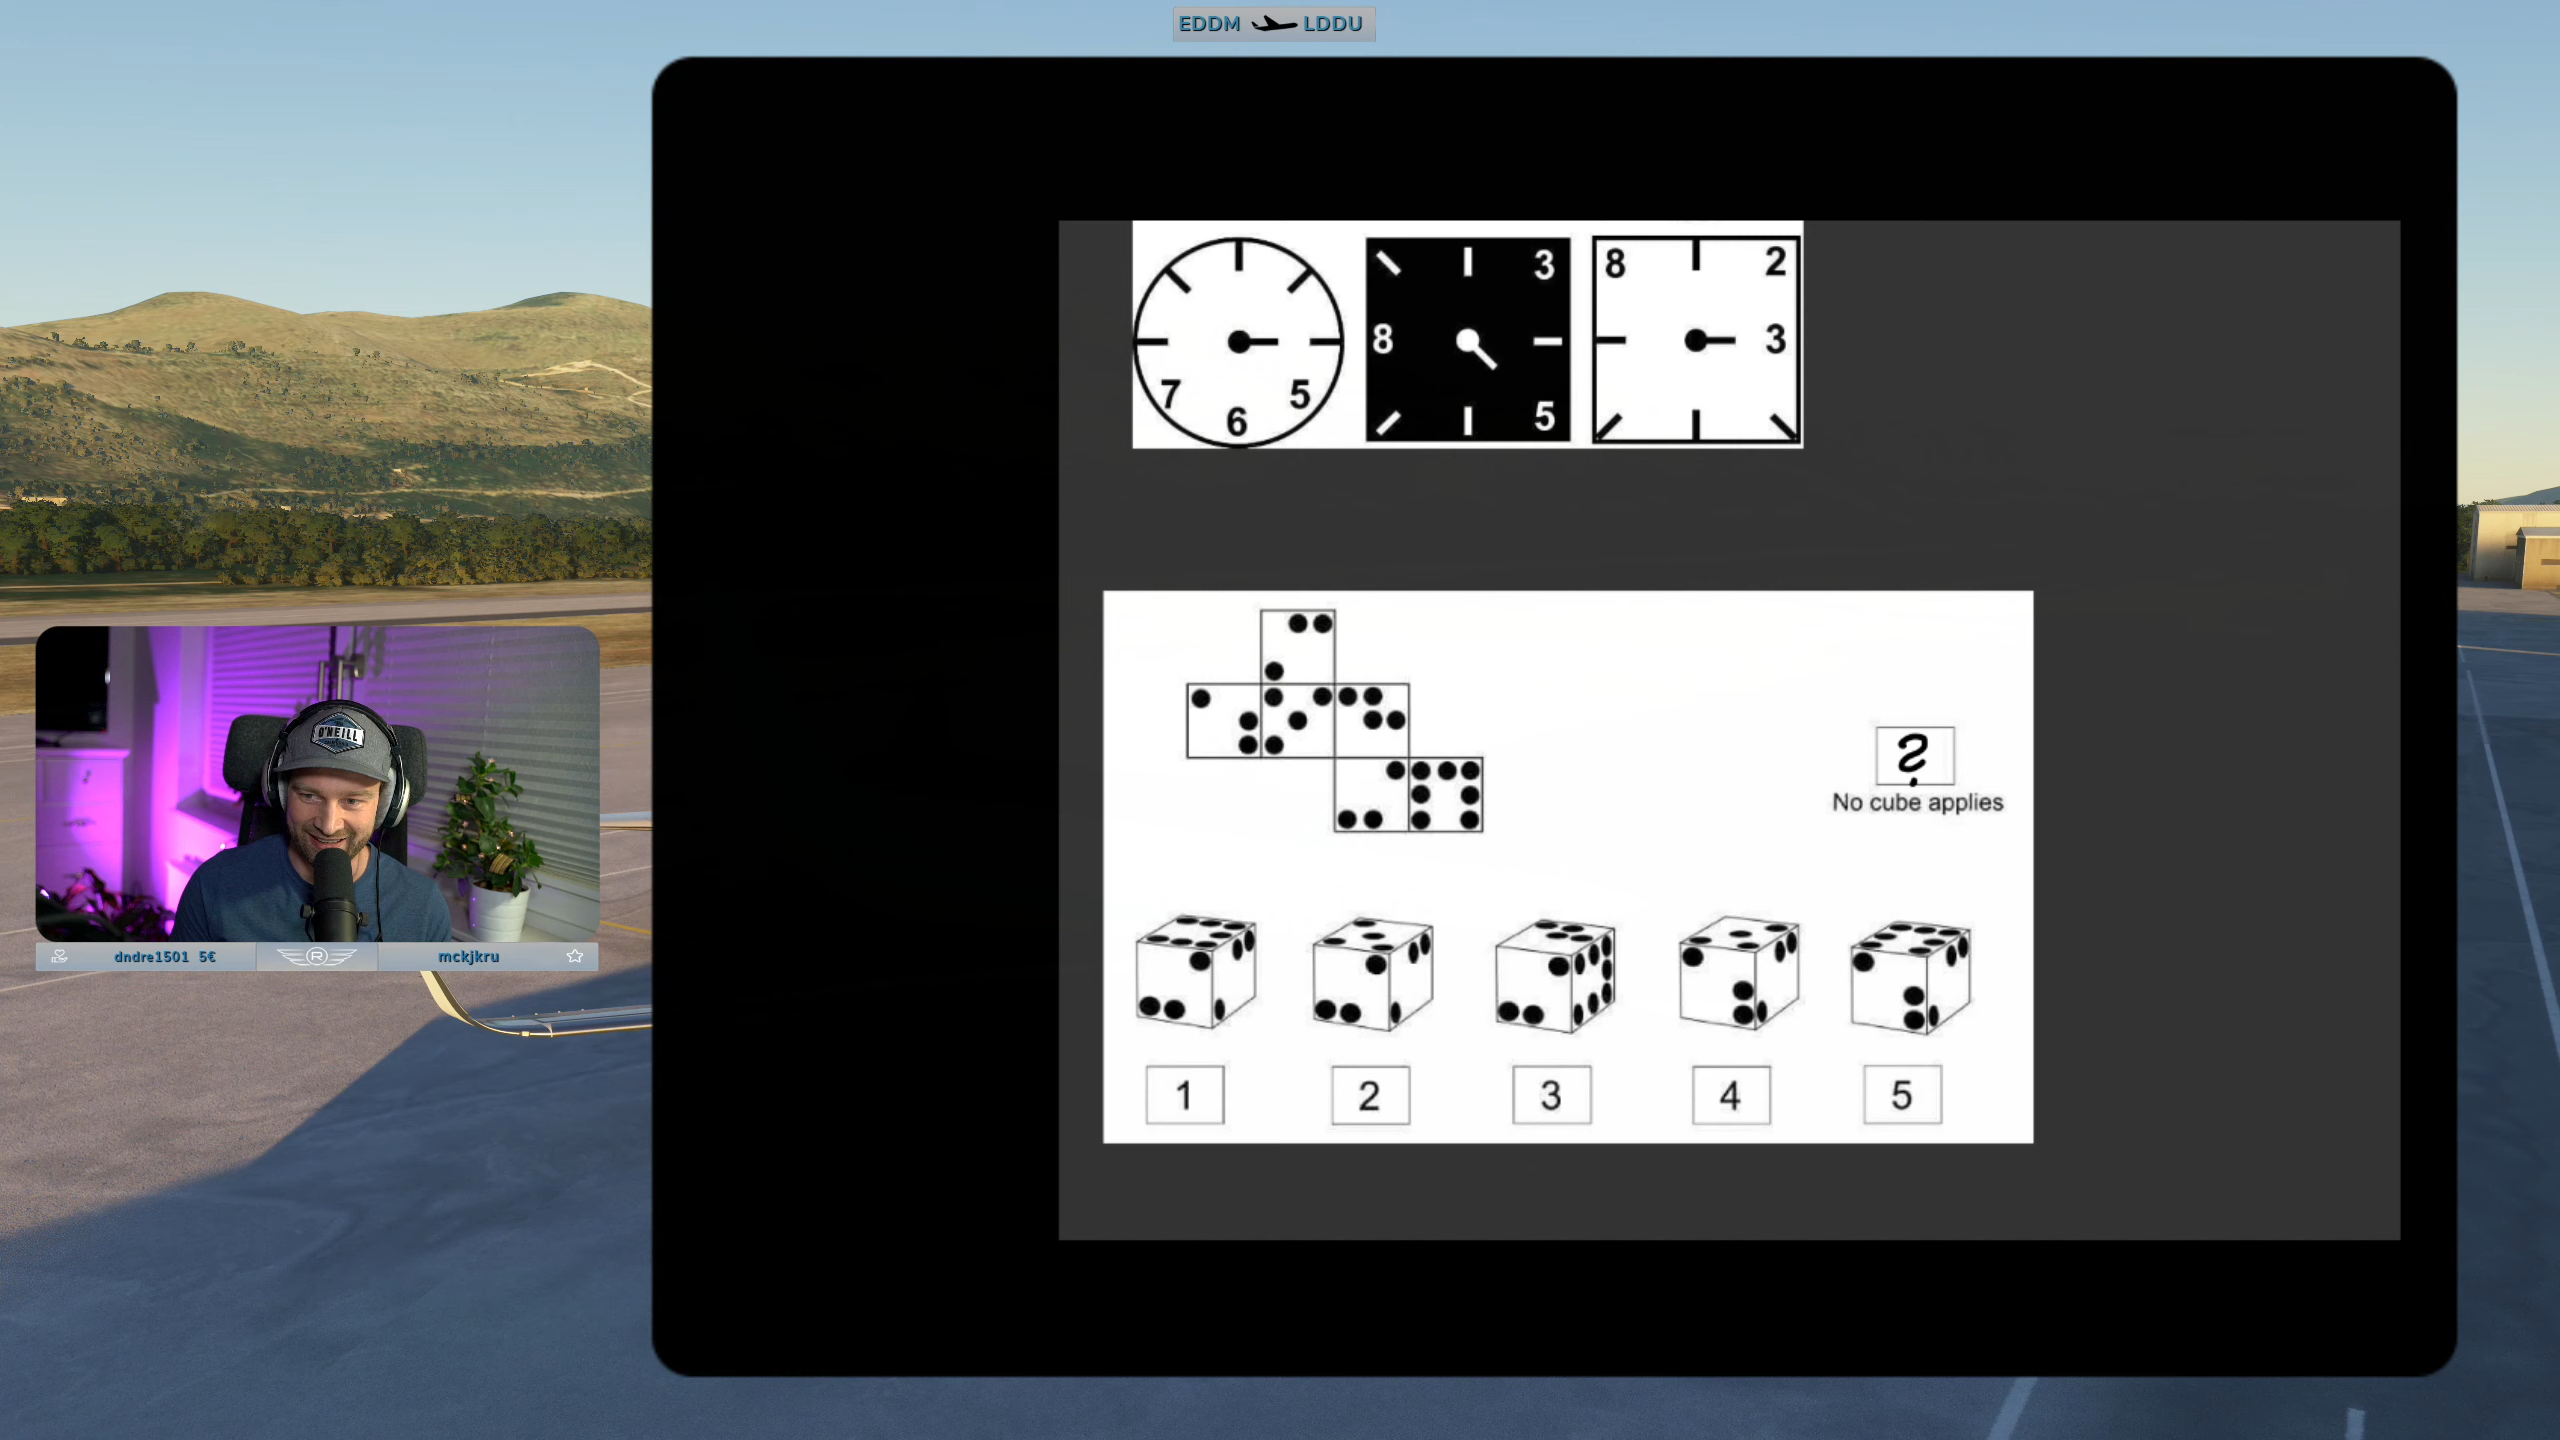 EDDM LDDU
3 8 2
8 3
7 5 5
6
?
No cube applies
O'NEILL
dndre1501 5€ R mckjkru
1 2 3 4 5